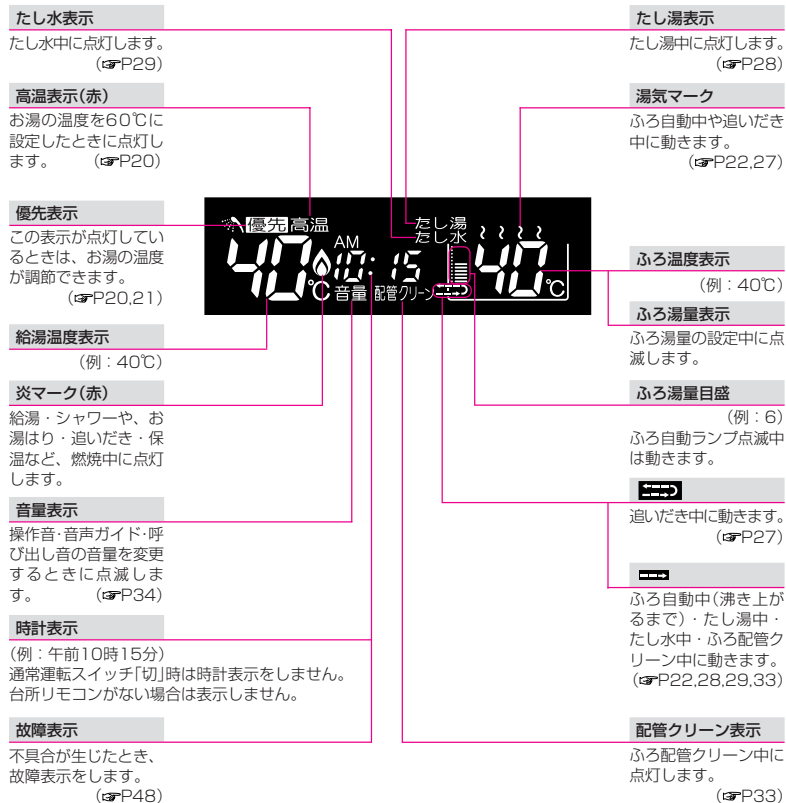 たし水表示
たし水中に点灯します。
(☞P29)
高温表示(赤)
お湯の温度を60℃に
設定したときに点灯し
ます。 (☞P20)
優先表示
この表示が点灯してい
るときは、お湯の温度
が調節できます。
(☞P20,21)
給湯温度表示
(例：40℃)
炎マーク(赤)
給湯・シャワーや、お
湯はり・追いだき・保
温など、燃焼中に点灯
します。
音量表示
操作音・音声ガイド・呼
び出し音の音量を変更
するときに点滅しま
す。 (☞P34)
時計表示
(例：午前10時15分)
通常運転スイッチ「切」時は時計表示をしません。
台所リモコンがない場合は表示しません。
故障表示
不具合が生じたとき、
故障表示をします。
(☞P48)
優先 高温
たし湯
たし水
AM
40℃
10:15
音量 配管クリーン
40℃
たし湯表示
たし湯中に点灯します。
(☞P28)
湯気マーク
ふろ自動中や追いだき
中に動きます。
(☞P22,27)
ふろ温度表示
(例：40℃)
ふろ湯量表示
ふろ湯量の設定中に点
滅します。
ふろ湯量目盛
(例：6)
ふろ自動ランプ点滅中
は動きます。
追いだき中に動きます。
(☞P27)
ふろ自動中(沸き上が
るまで)・たし湯中・
たし水中・ふろ配管ク
リーン中に動きます。
(☞P22,28,29,33)
配管クリーン表示
ふろ配管クリーン中に
点灯します。
(☞P33)